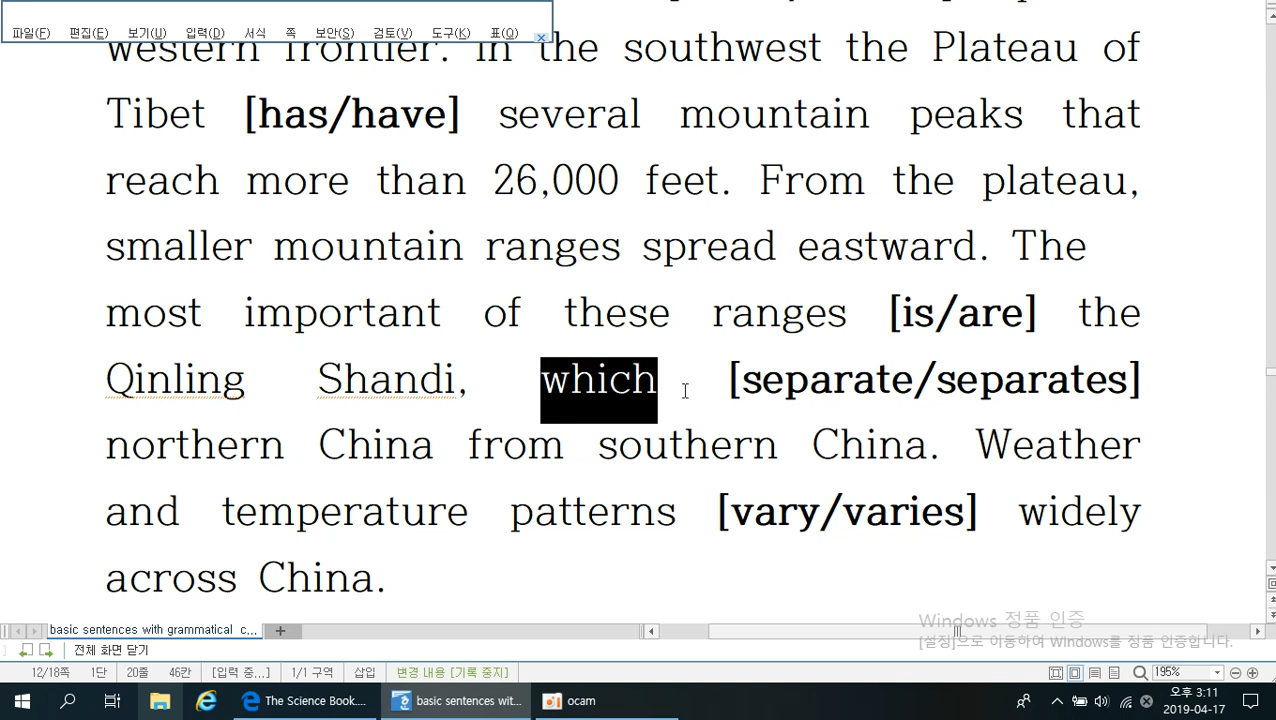 파일(F) 편집(E) 보기(U) 입력(D) 서식 쪽 보안(S) 검토(V) 도구(K) 표(Q)
western frontier. In the southwest the Plateau of
Tibet [has/have] several mountain peaks that
reach more than 26,000 feet. From the plateau,
smaller mountain ranges spread eastward. The
most important of these ranges [is/are] the
Qinling Shandi, which [separate/separates]
northern China from southern China. Weather
and temperature patterns [vary/varies] widely
across China.
Windows 정품 인증
[설정]으로 이동하여 Windows를 정품 인증합니다.
basic sentences with grammatical c...
전체 화면 닫기
12/18쪽 1단 20줄 46칸 [입력 중...] 1/1 구역 삽입 변경 내용 [기록 중지] 195%
The Science Book.... basic sentences wit... ocam
오후 3:11
2019-04-17